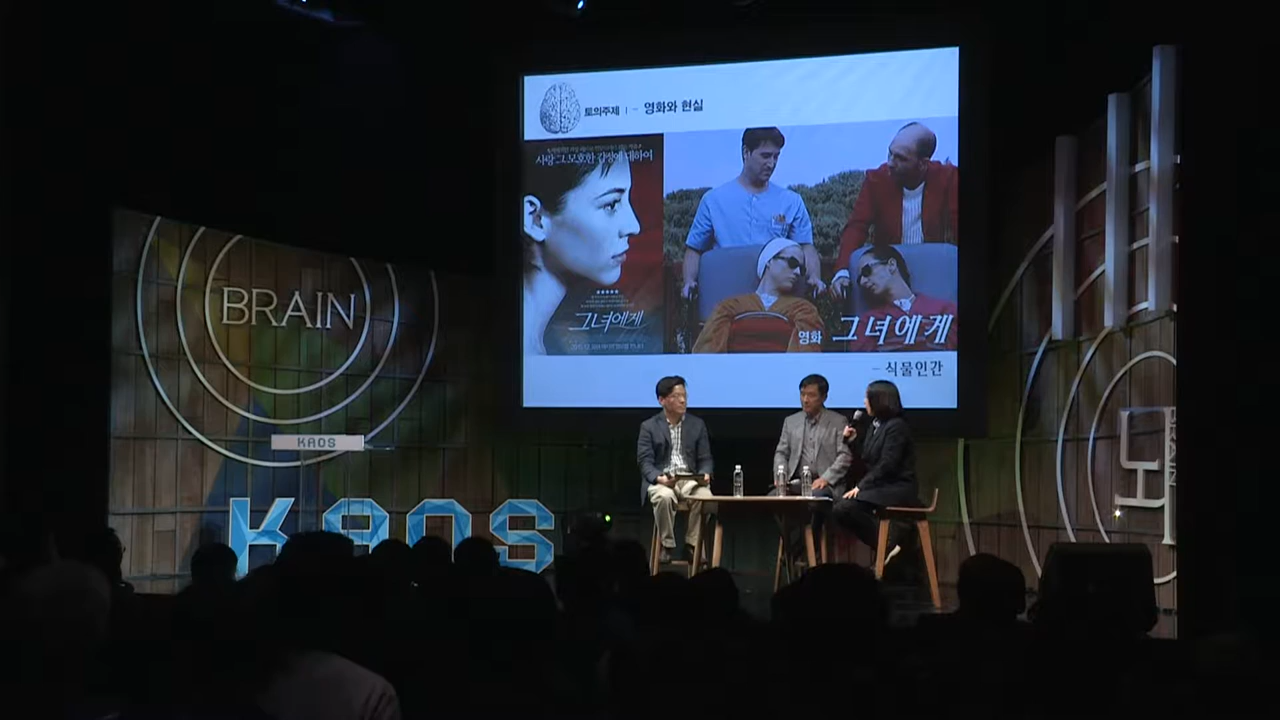 토의주제 | - 영화와 현실
사랑 그 모호한 감정에 대하여
★★★★★
그녀에게
영화 그녀에게
- 식물인간
BRAIN
KAOS
KAOS
뇌
BRAIN